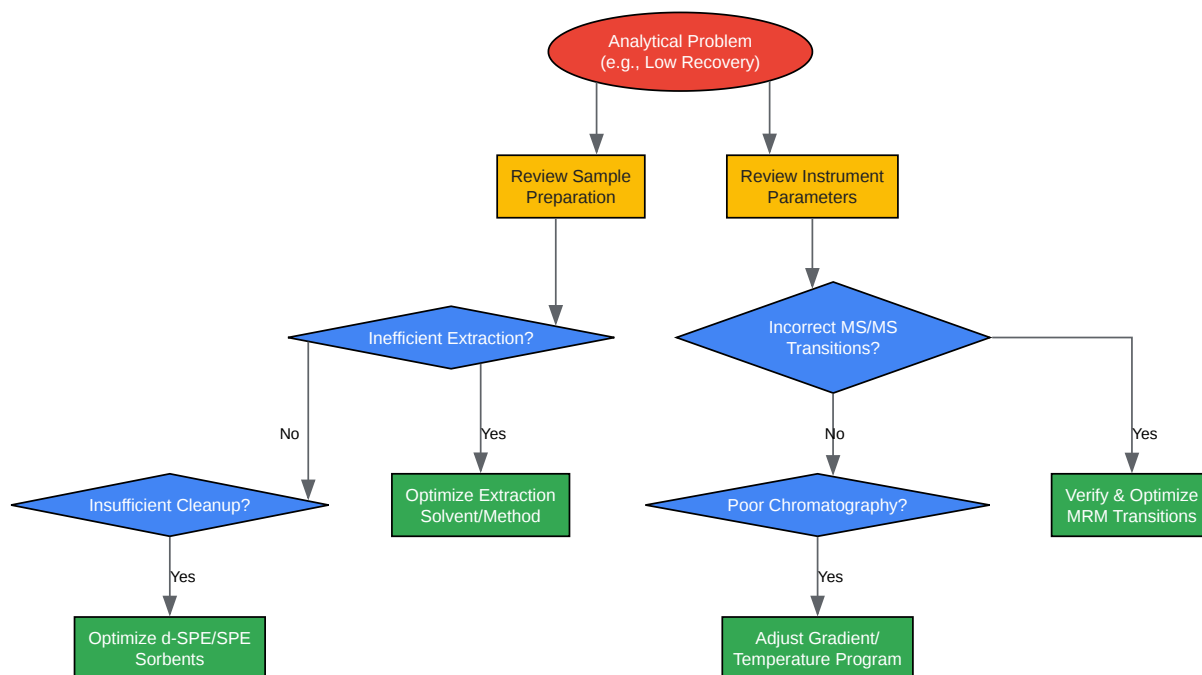 Analytical Problem
(e.g., Low Recovery)
Review Sample
Preparation
Review Instrument
Parameters
Inefficient Extraction?
Incorrect MS/MS
Transitions?
No
Yes
No
Yes
Insufficient Cleanup?
Optimize Extraction
Solvent/Method
Poor Chromatography?
Verify & Optimize
MRM Transitions
Yes
Yes
Optimize d-SPE/SPE
Sorbents
Adjust Gradient/
Temperature Program